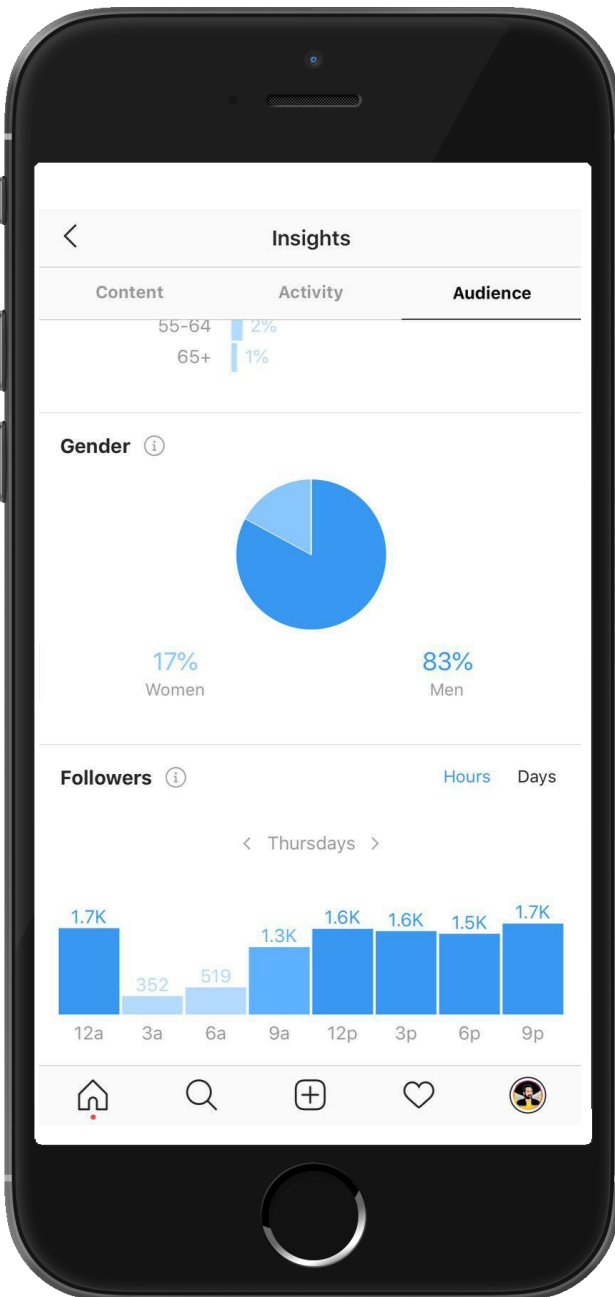 Insights
Content Activity Audience
55-64 2%
65+ 1%
Gender
17% 83%
Women Men
Followers Hours Days
< Thursdays >
1.7K 352 519 1.3K 1.6K 1.6K 1.5K 1.7K
12a 3a 6a 9a 12p 3p 6p 9p